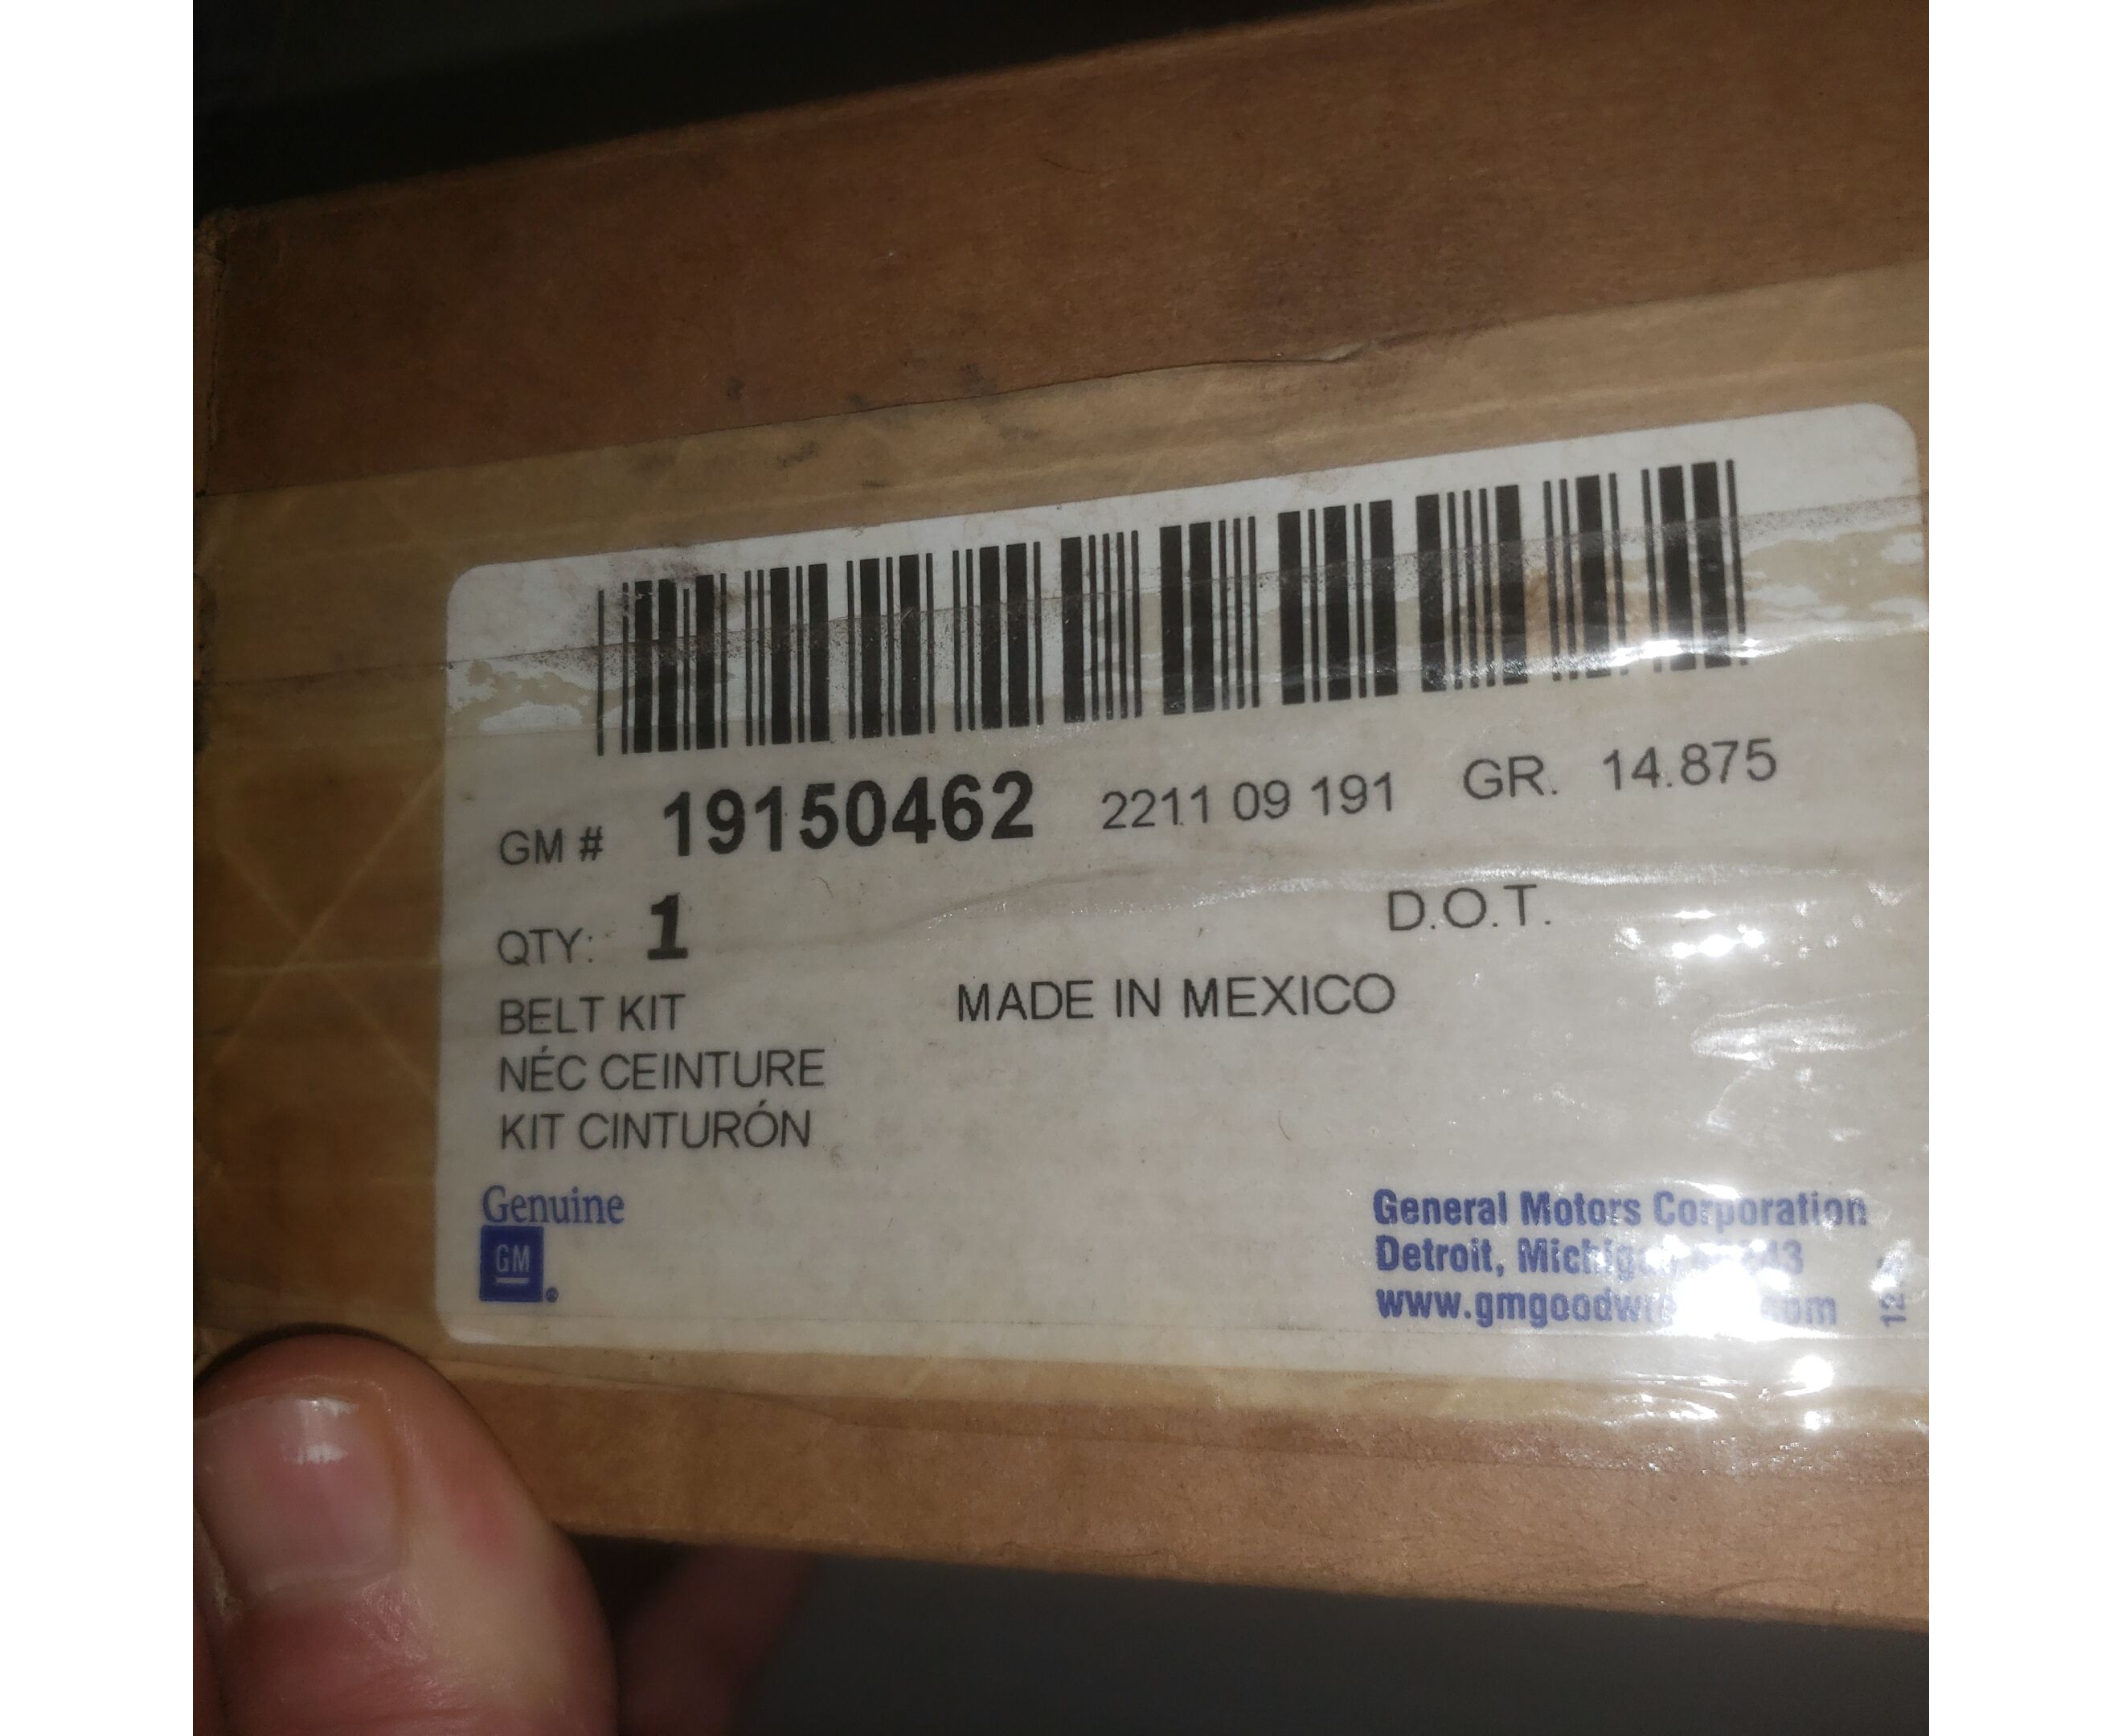 GM # 19150462 2211 09 191 GR. 14.875
QTY: 1 D.O.T.
BELT KIT MADE IN MEXICO
NÉC CEINTURE
KIT CINTURÓN
Genuine
GM
General Motors Corporation
Detroit,